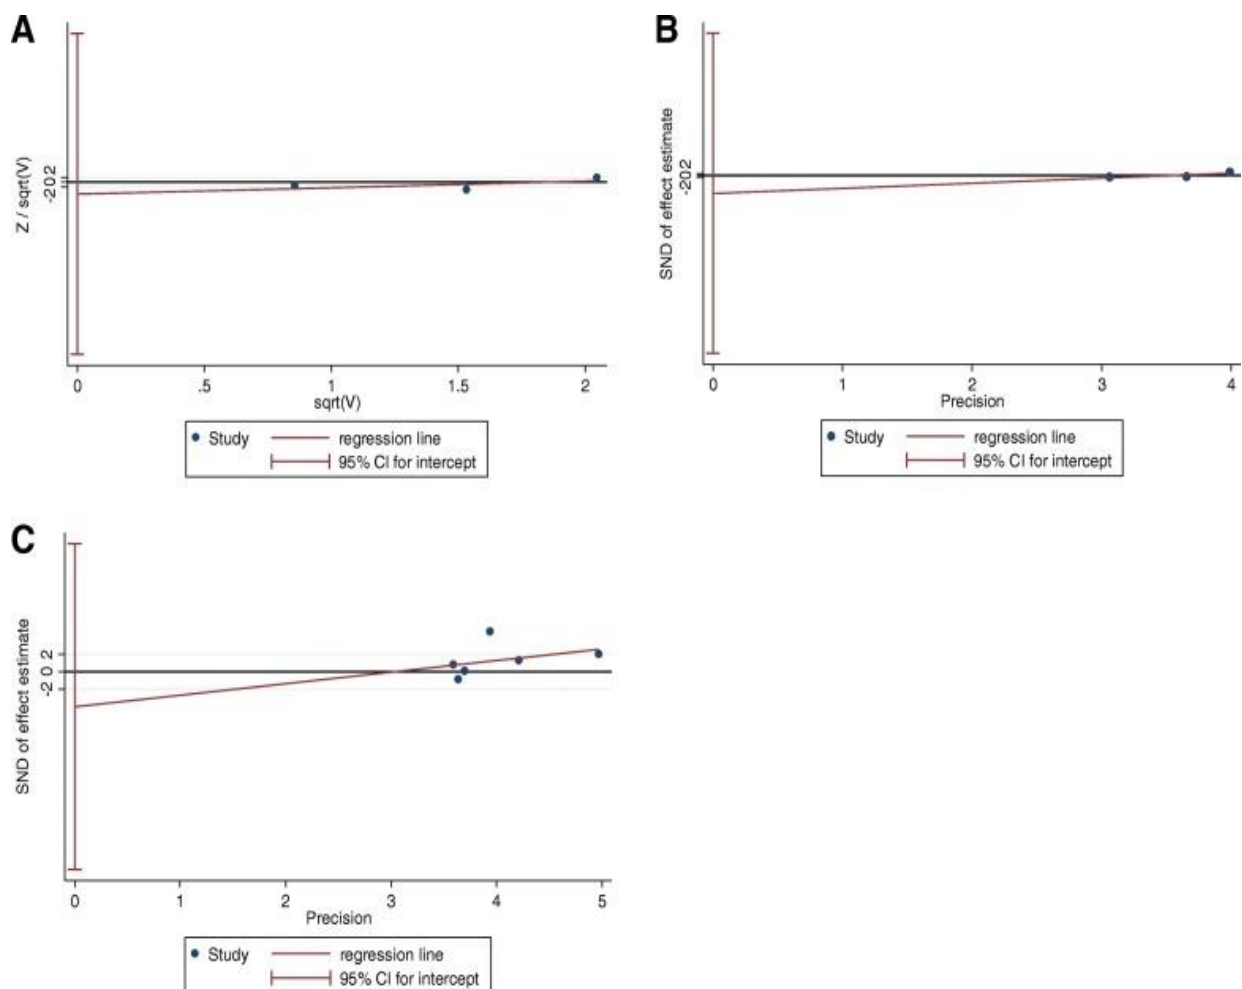 A
Z / sqrt(V)
-202
0 .5 1 1.5 2
sqrt(V)
Study regression line
95% CI for intercept
B
SND of effect estimate
-202
0 1 2 3 4
Precision
Study regression line
95% CI for intercept
C
SND of effect estimate
2
0
-2
0 1 2 3 4 5
Precision
Study regression line
95% CI for intercept